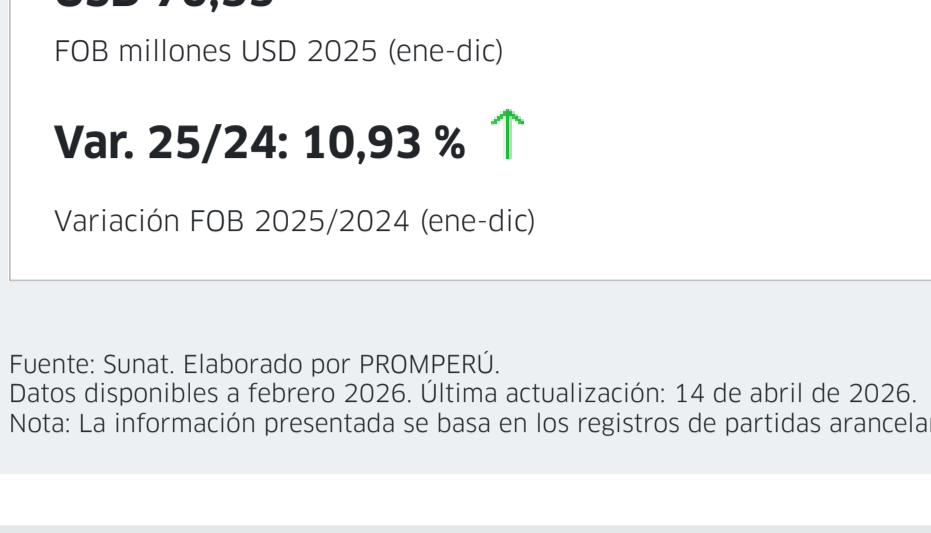 FOB millones USD 2025 (ene-dic)
Var. 25/24: 10,93 %
Variación FOB 2025/2024 (ene-dic)
Fuente: Sunat. Elaborado por PROMPERÚ.
Datos disponibles a febrero 2026. Última actualización: 14 de abril de 2026.
Nota: La información presentada se basa en los registros de partidas